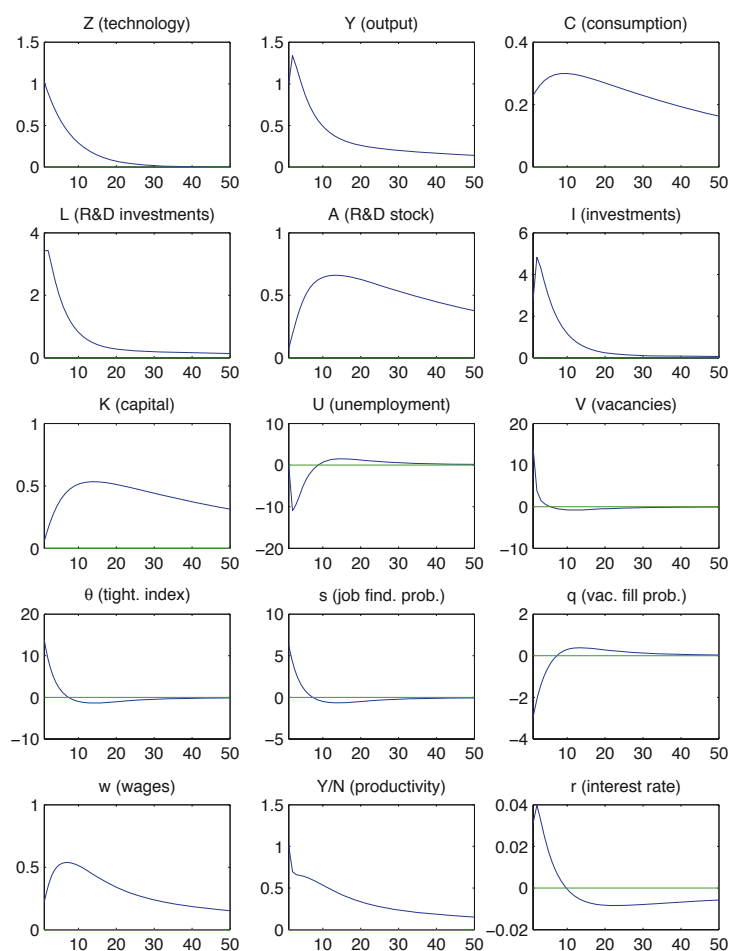 Z (technology)
Y (output)
C (consumption)
1.5
1
0.5
0
10 20 30 40 50
1.5
1
0.5
0
10 20 30 40 50
0.4
0.2
0
10 20 30 40 50
L (R&D investments)
A (R&D stock)
I (investments)
4
2
0
10 20 30 40 50
1
0.5
0
10 20 30 40 50
6
4
2
0
10 20 30 40 50
K (capital)
U (unemployment)
V (vacancies)
1
0.5
0
10 20 30 40 50
10
0
−10
−20
10 20 30 40 50
20
10
0
−10
10 20 30 40 50
θ (tight. index)
s (job find. prob.)
q (vac. fill prob.)
20
10
0
−10
10 20 30 40 50
10
5
0
−5
10 20 30 40 50
2
0
−2
−4
10 20 30 40 50
w (wages)
Y/N (productivity)
r (interest rate)
1
0.5
0
10 20 30 40 50
1.5
1
0.5
0
10 20 30 40 50
0.04
0.02
0
−0.02
10 20 30 40 50